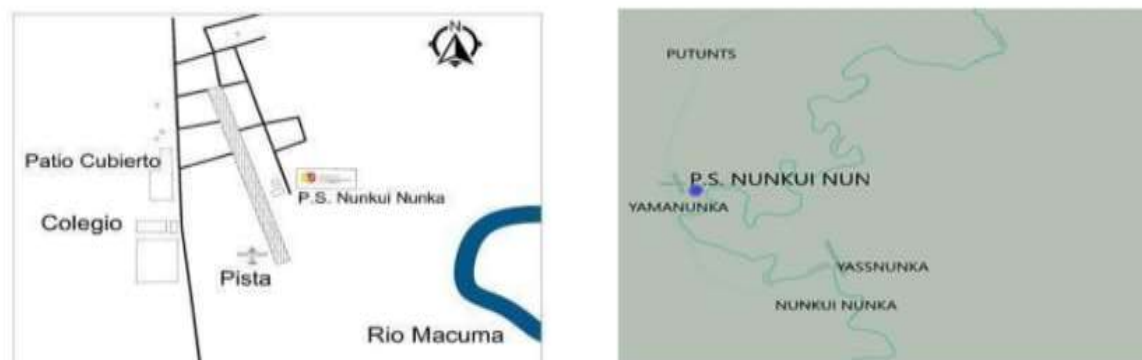 N
Patio Cubierto
P.S. Nunkui Nunka
Colegio
Pista
Rio Macuma
PUTUNTS
P.S. NUNKUI NUN
YAMANUNKA
YASSNUNKA
NUNKUI NUNKA